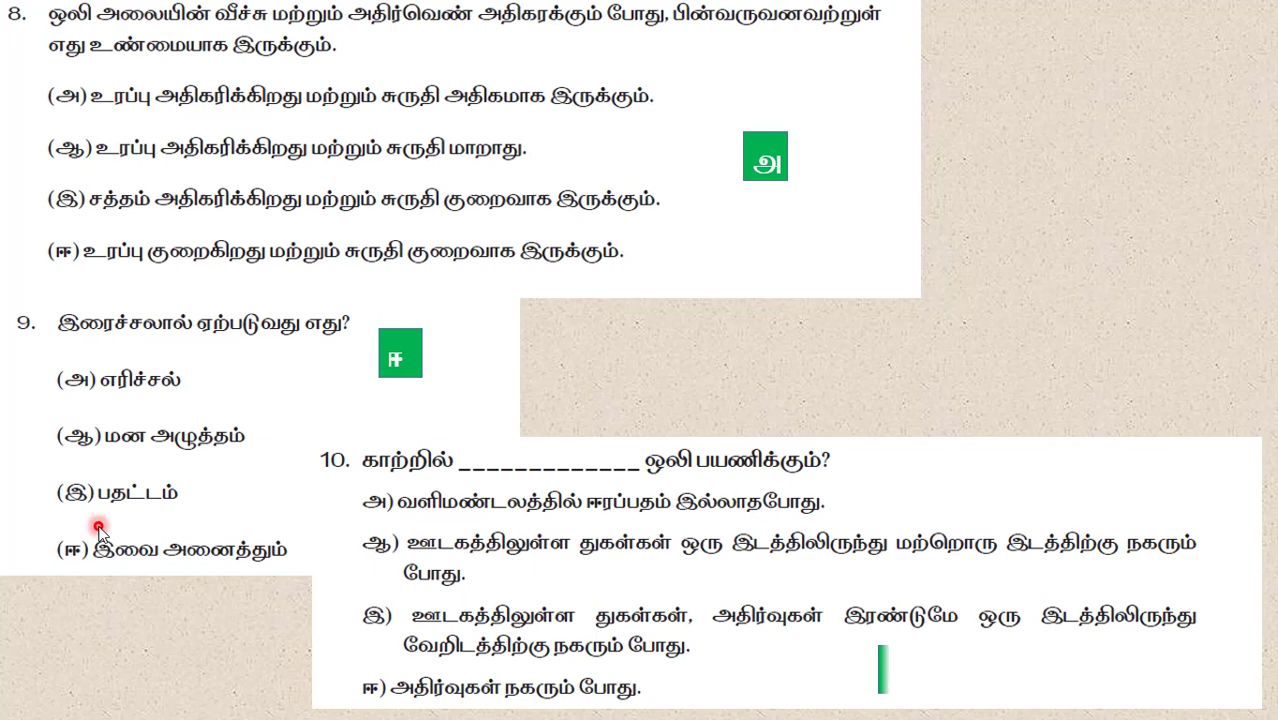 8. ஒலி அலையின் வீச்சு மற்றும் அதிர்வெண் அதிகரக்கும் போது, பின்வருவனவற்றுள்
எது உண்மையாக இருக்கும்.
(அ) உரப்பு அதிகரிக்கிறது மற்றும் சுருதி அதிகமாக இருக்கும்.
(ஆ) உரப்பு அதிகரிக்கிறது மற்றும் சுருதி மாறாது.
அ
(இ) சத்தம் அதிகரிக்கிறது மற்றும் சுருதி குறைவாக இருக்கும்.
(ஈ) உரப்பு குறைகிறது மற்றும் சுருதி குறைவாக இருக்கும்.
9. இரைச்சலால் ஏற்படுவது எது?
ஈ
(அ) எரிச்சல்
(ஆ) மன அழுத்தம்
(இ) பதட்டம்
(ஈ) இவை அனைத்தும்
10. காற்றில் _____________ ஒலி பயணிக்கும்?
அ) வளிமண்டலத்தில் ஈரப்பதம் இல்லாதபோது.
ஆ) ஊடகத்திலுள்ள துகள்கள் ஒரு இடத்திலிருந்து மற்றொரு இடத்திற்கு நகரும்
போது.
இ) ஊடகத்திலுள்ள துகள்கள், அதிர்வுகள் இரண்டுமே ஒரு இடத்திலிருந்து
வேறிடத்திற்கு நகரும் போது.
ஈ) அதிர்வுகள் நகரும் போது.